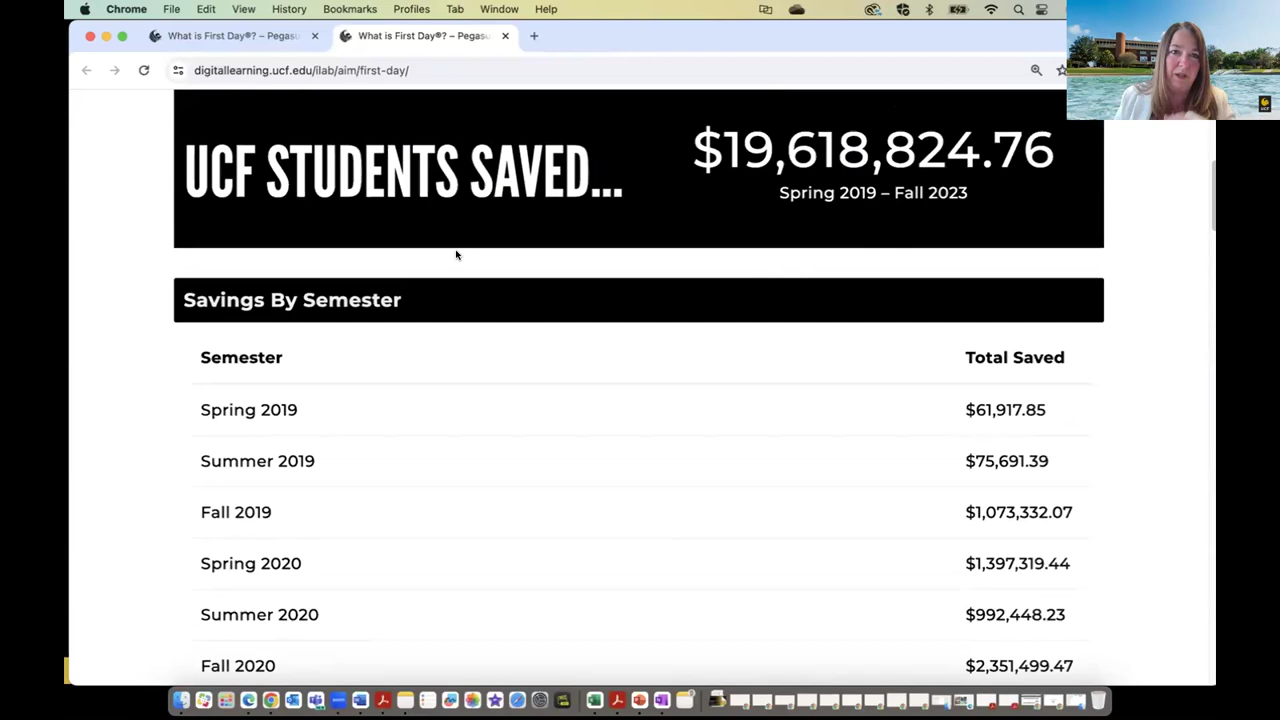 Chrome File Edit View History Bookmarks Profiles Tab Window Help
What is First Day®? – Pegasu
What is First Day®? – Pegasu
digitallearning.ucf.edu/ilab/aim/first-day/
UCF STUDENTS SAVED...
$19,618,824.76
Spring 2019 – Fall 2023
Savings By Semester
Semester Total Saved
Spring 2019 $61,917.85
Summer 2019 $75,691.39
Fall 2019 $1,073,332.07
Spring 2020 $1,397,319.44
Summer 2020 $992,448.23
Fall 2020 $2,351,499.47
UCF